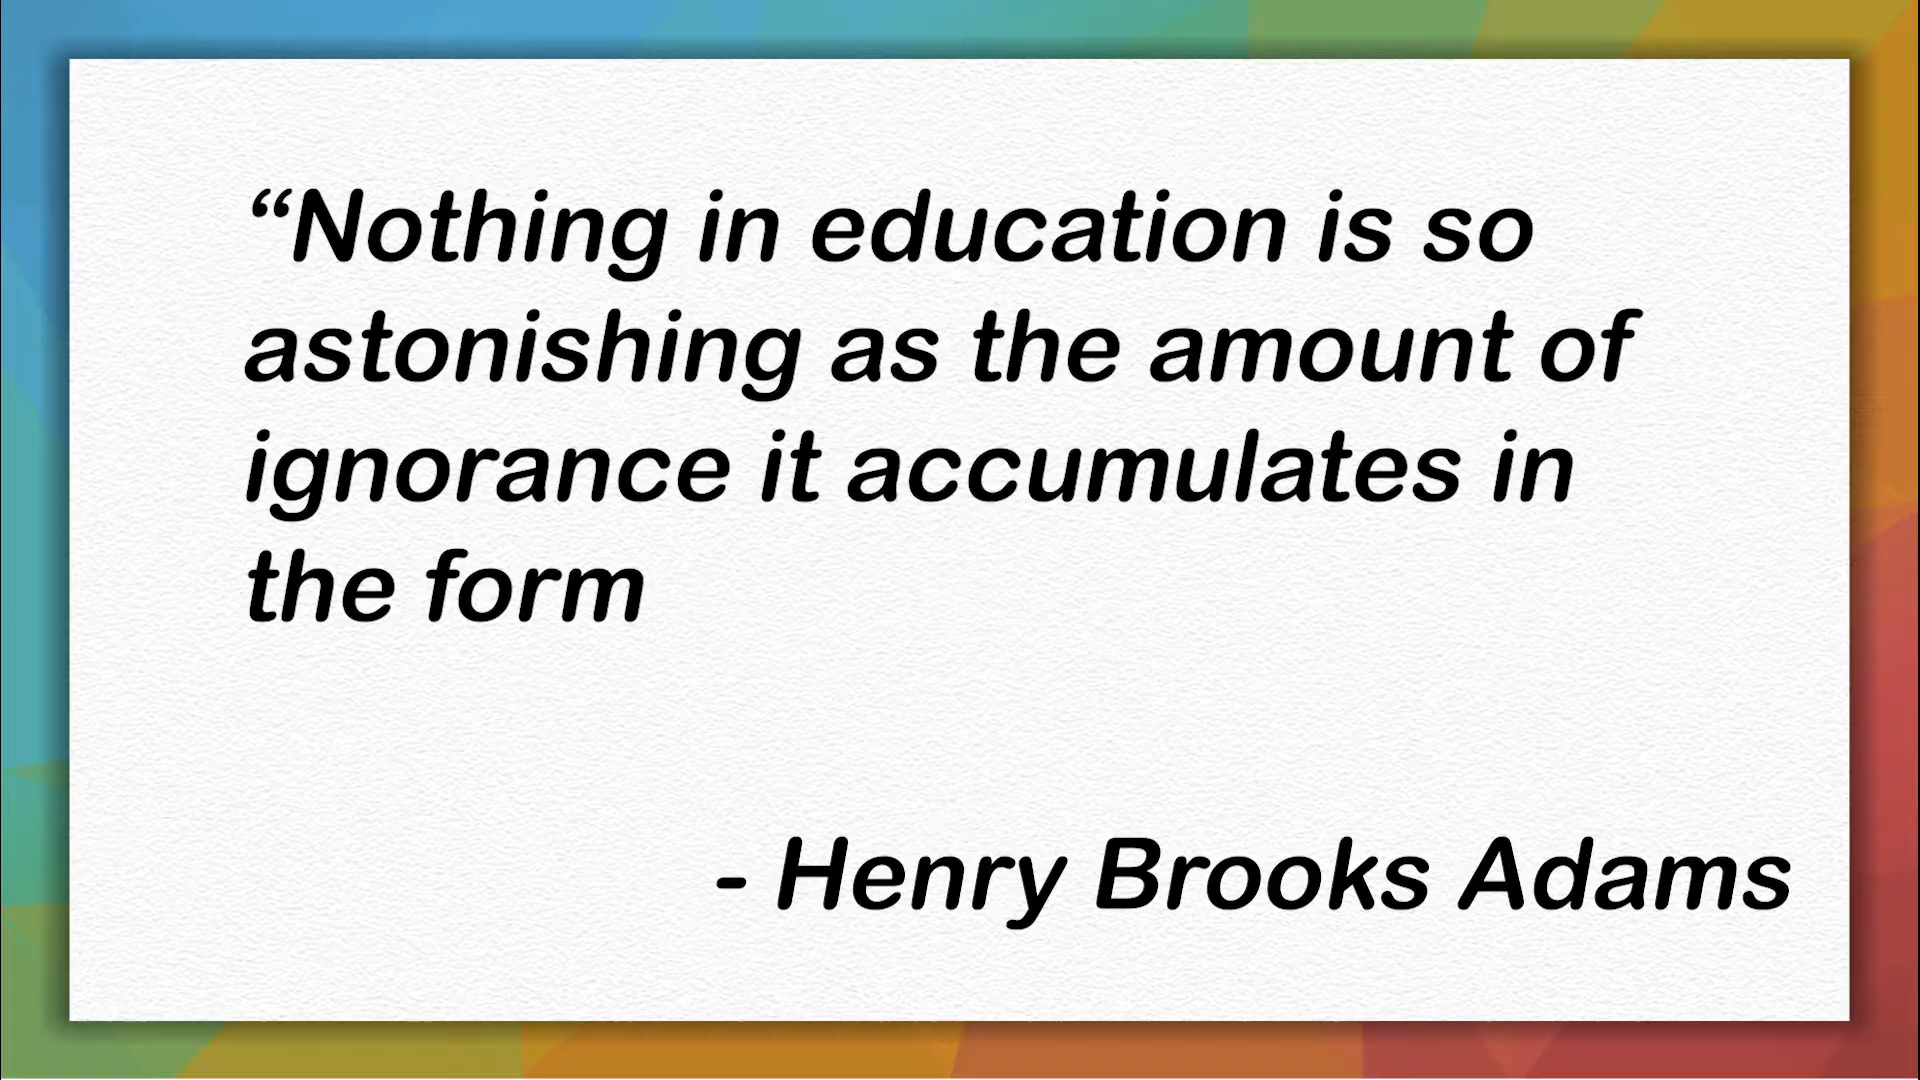 “Nothing in education is so
astonishing as the amount of
ignorance it accumulates in
the form
- Henry Brooks Adams